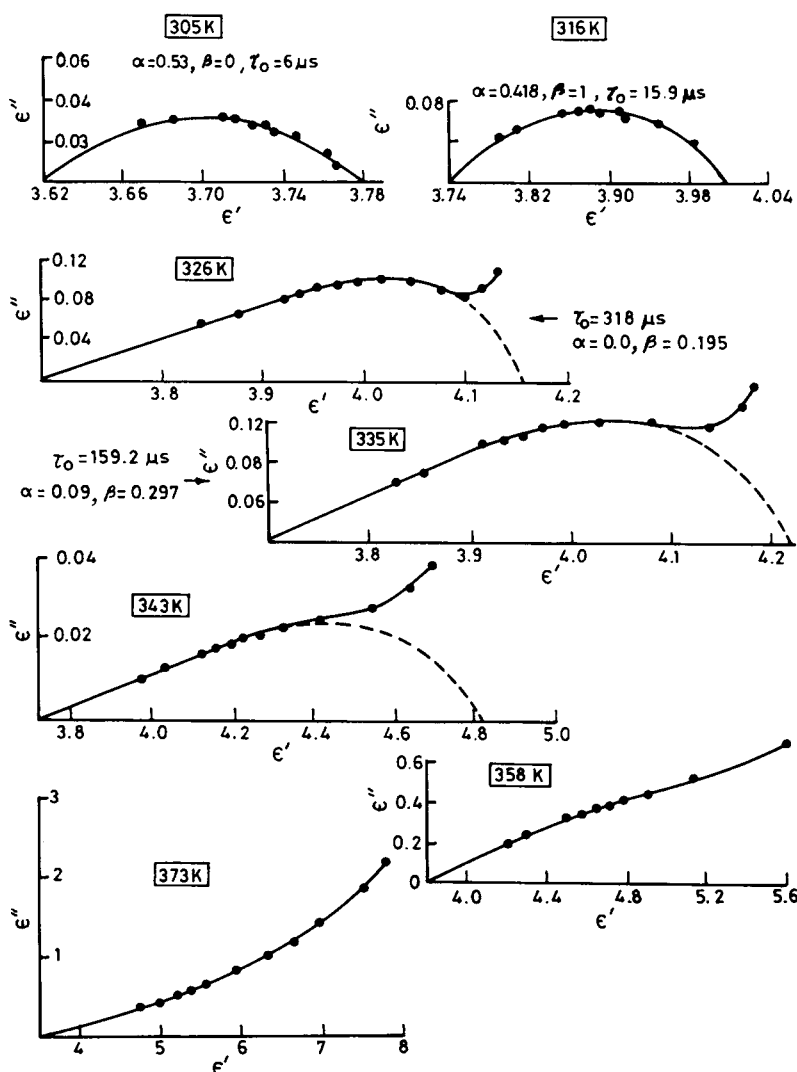 305K
316K
0.06
α=0.53, β=0, τ₀=6 μs
ε″
0.04
0.03
3.62 3.66 3.70 3.74 3.78
ε′
α=0.418, β=1, τ₀=15.9 μs
0.08
ε″
3.74 3.82 3.90 3.98 4.04
ε′
0.12
326K
ε″
0.08
0.04
3.8 3.9 4.0 4.1 4.2
ε′
← τ₀=318 μs
α=0.0, β=0.195
0.12
335K
ε″
0.08
0.06
τ₀=159.2 μs
α=0.09, β=0.297 →
3.8 3.9 4.0 4.1 4.2
ε′
0.04
343K
ε″
0.02
3.8 4.0 4.2 4.4 4.6 4.8 5.0
ε′
0.6
358 K
ε″
0.4
0.2
0
4.0 4.4 4.8 5.2 5.6
ε′
3
373K
2
ε″
1
4 5 6 7 8
ε′